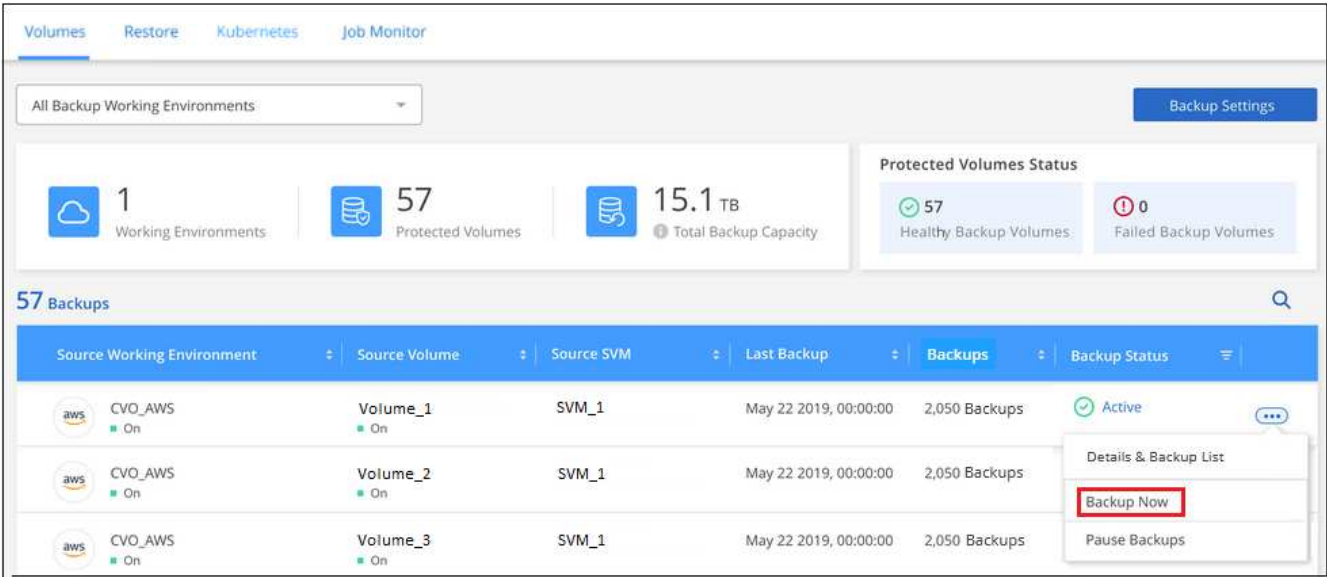 Volumes Restore Kubernetes Job Monitor
All Backup Working Environments
Backup Settings
1
Working Environments
57
Protected Volumes
15.1 TB
Total Backup Capacity
Protected Volumes Status
57
Healthy Backup Volumes
0
Failed Backup Volumes
57 Backups
Source Working Environment Source Volume Source SVM Last Backup Backups Backup Status
aws CVO_AWS Volume_1 SVM_1 May 22 2019, 00:00:00 2,050 Backups Active
On On
Details & Backup List
aws CVO_AWS Volume_2 SVM_1 May 22 2019, 00:00:00 2,050 Backups
On On
Backup Now
aws CVO_AWS Volume_3 SVM_1 May 22 2019, 00:00:00 2,050 Backups
On On
Pause Backups